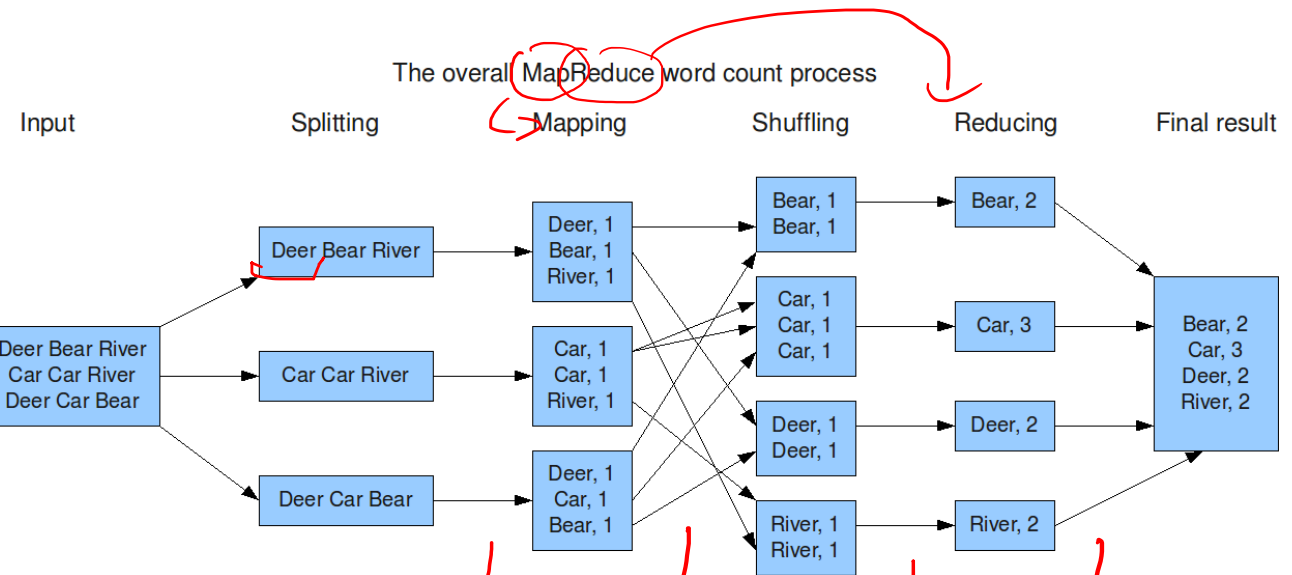 The overall MapReduce word count process
Input
Splitting
Mapping
Shuffling
Reducing
Final result
Deer Bear River
Car Car River
Deer Car Bear
Deer Bear River
Car Car River
Deer Car Bear
Deer, 1
Bear, 1
River, 1
Car, 1
Car, 1
River, 1
Deer, 1
Car, 1
Bear, 1
Bear, 1
Bear, 1
Car, 1
Car, 1
Car, 1
Deer, 1
Deer, 1
River, 1
River, 1
Bear, 2
Car, 3
Deer, 2
River, 2
Bear, 2
Car, 3
Deer, 2
River, 2